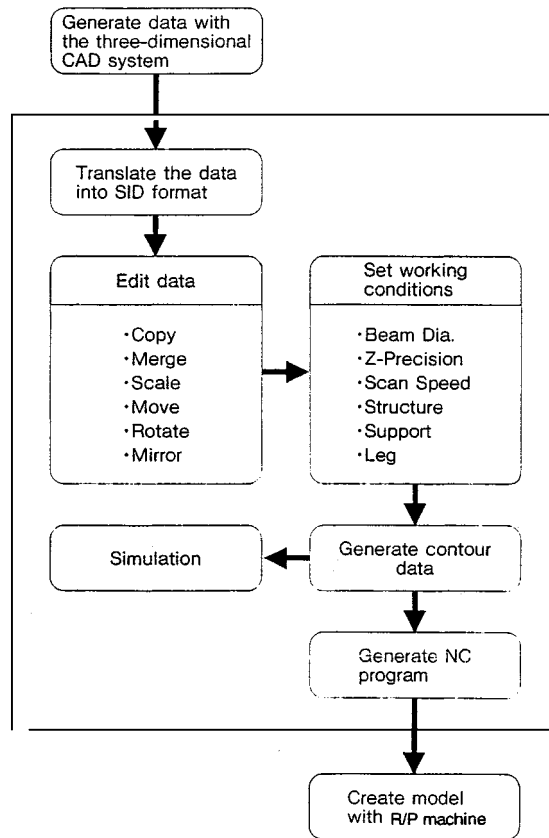 Generate data with
the three-dimensional
CAD system
Translate the data
into SID format
Edit data
·Copy
·Merge
·Scale
·Move
·Rotate
·Mirror
Set working
conditions
·Beam Dia.
·Z-Precision
·Scan Speed
·Structure
·Support
·Leg
Simulation
Generate contour
data
Generate NC
program
Create model
with R/P machine